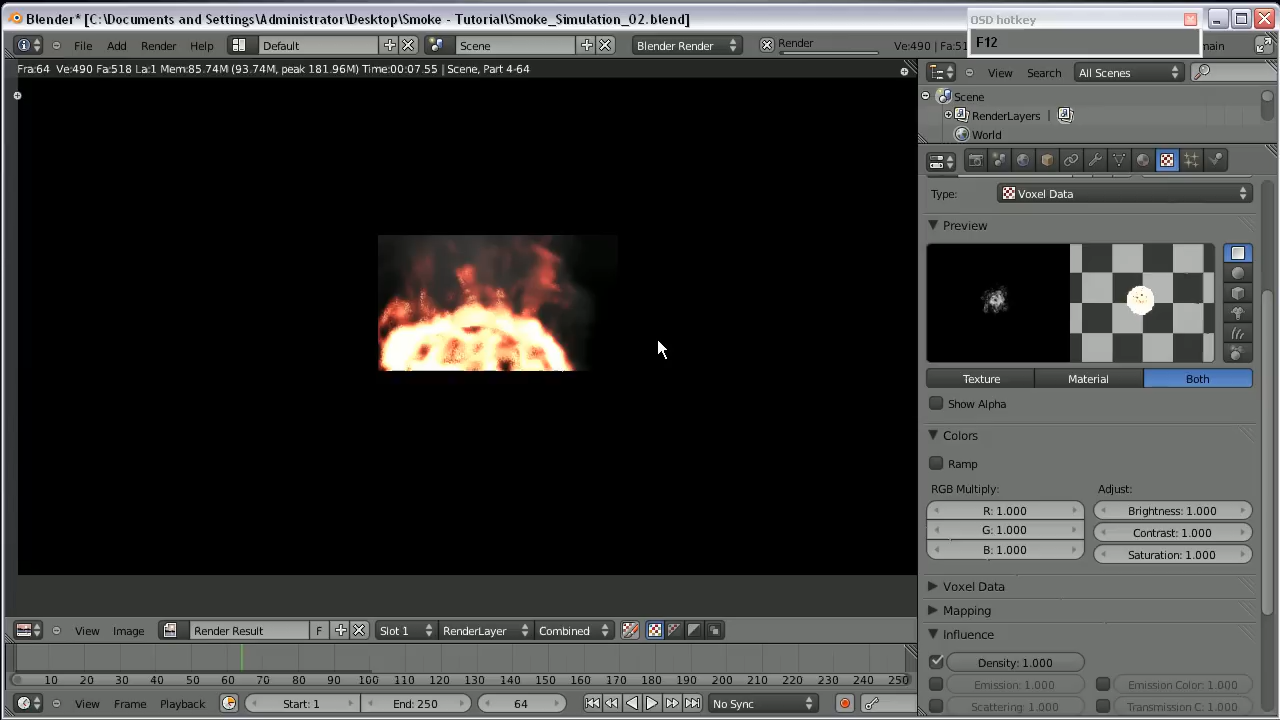 Blender* [C:\Documents and Settings\Administrator\Desktop\Smoke - Tutorial\Smoke_Simulation_02.blend]
OSD hotkey
F12
File Add Render Help Default Scene Blender Render Render Ve:490 | Fa:51 main
Fra:64 Ve:490 Fa:518 La:1 Mem:85.74M (93.74M, peak 181.96M) Time:00:07.55 | Scene, Part 4-64
View Search All Scenes
Scene
RenderLayers |
World
Type: Voxel Data
Preview
Texture Material Both
Show Alpha
Colors
Ramp
RGB Multiply: Adjust:
R: 1.000 Brightness: 1.000
G: 1.000 Contrast: 1.000
B: 1.000 Saturation: 1.000
Voxel Data
Mapping
Influence
Density: 1.000
Emission: 1.000 Emission Color: 1.000
Scattering: 1.000 Transmission C: 1.000
View Image Render Result F Slot 1 RenderLayer Combined
10 20 30 40 50 60 70 80 90 100 110 120 130 140 150 160 170 180 190 200 210 220 230 240 250
View Frame Playback Start: 1 End: 250 64 No Sync